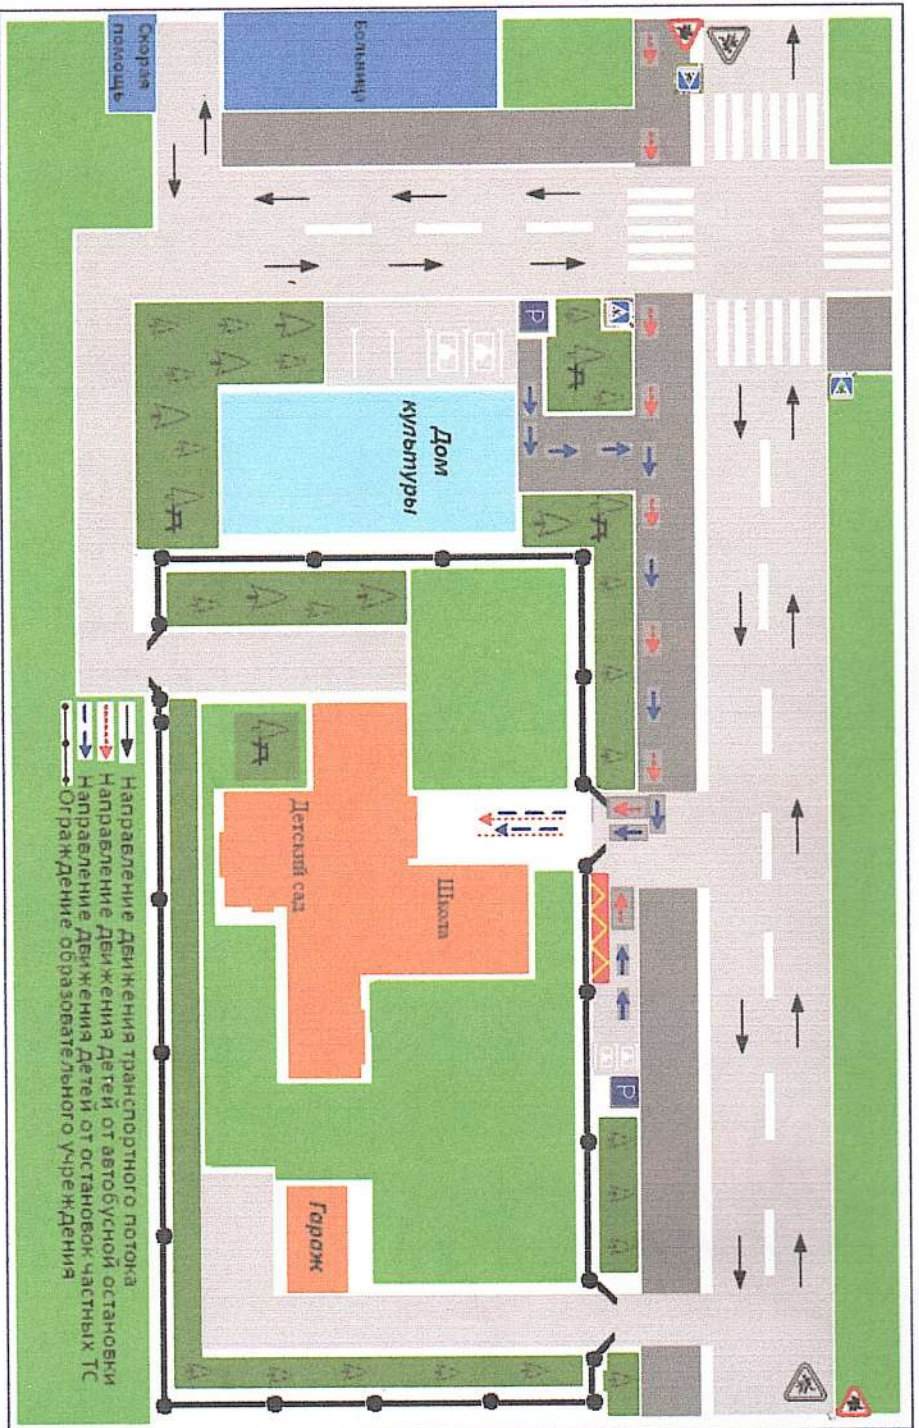 Скорая
помощь
Больница
P
Дом
культуры
Детский сад
Школа
P
Гараж
Направление движения транспортного потока
Направление движения детей от автобусной остановки
Направление движения детей от остановок частных ТС
Ограждение образовательного учреждения